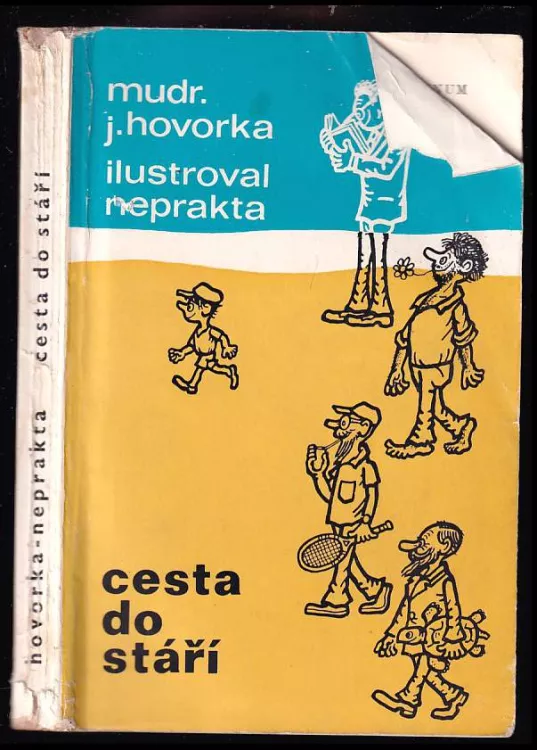 mudr.
j.hovorka
ilustroval
neprakta
cesta
do
stáří
hovorka-neprakta cesta do stáří